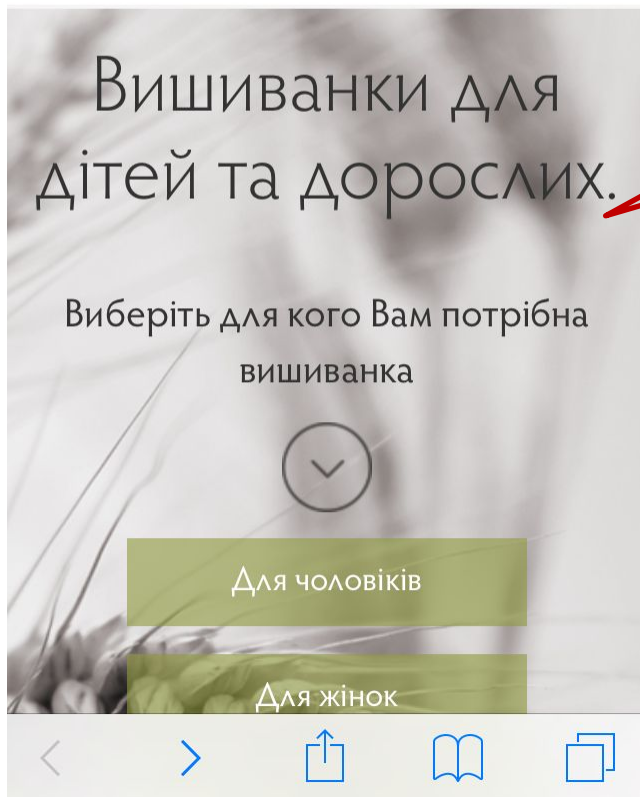 Вишиванки для
дітей та дорослих.
Виберіть для кого Вам потрібна
вишиванка
Для чоловіків
Для жінок